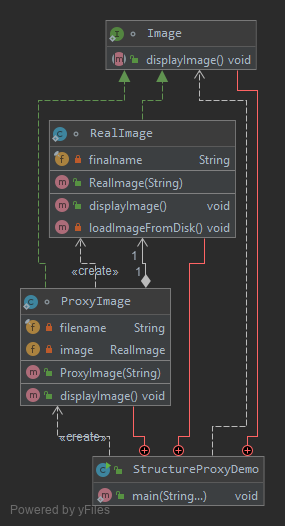 Image
displayImage() void
RealImage
finalname String
RealImage(String)
displayImage() void
loadImageFromDisk() void
1
«create»
1
ProxyImage
filename String
image RealImage
ProxyImage(String)
displayImage() void
«create»
StructureProxyDemo
main(String...) void
Powered by yFiles